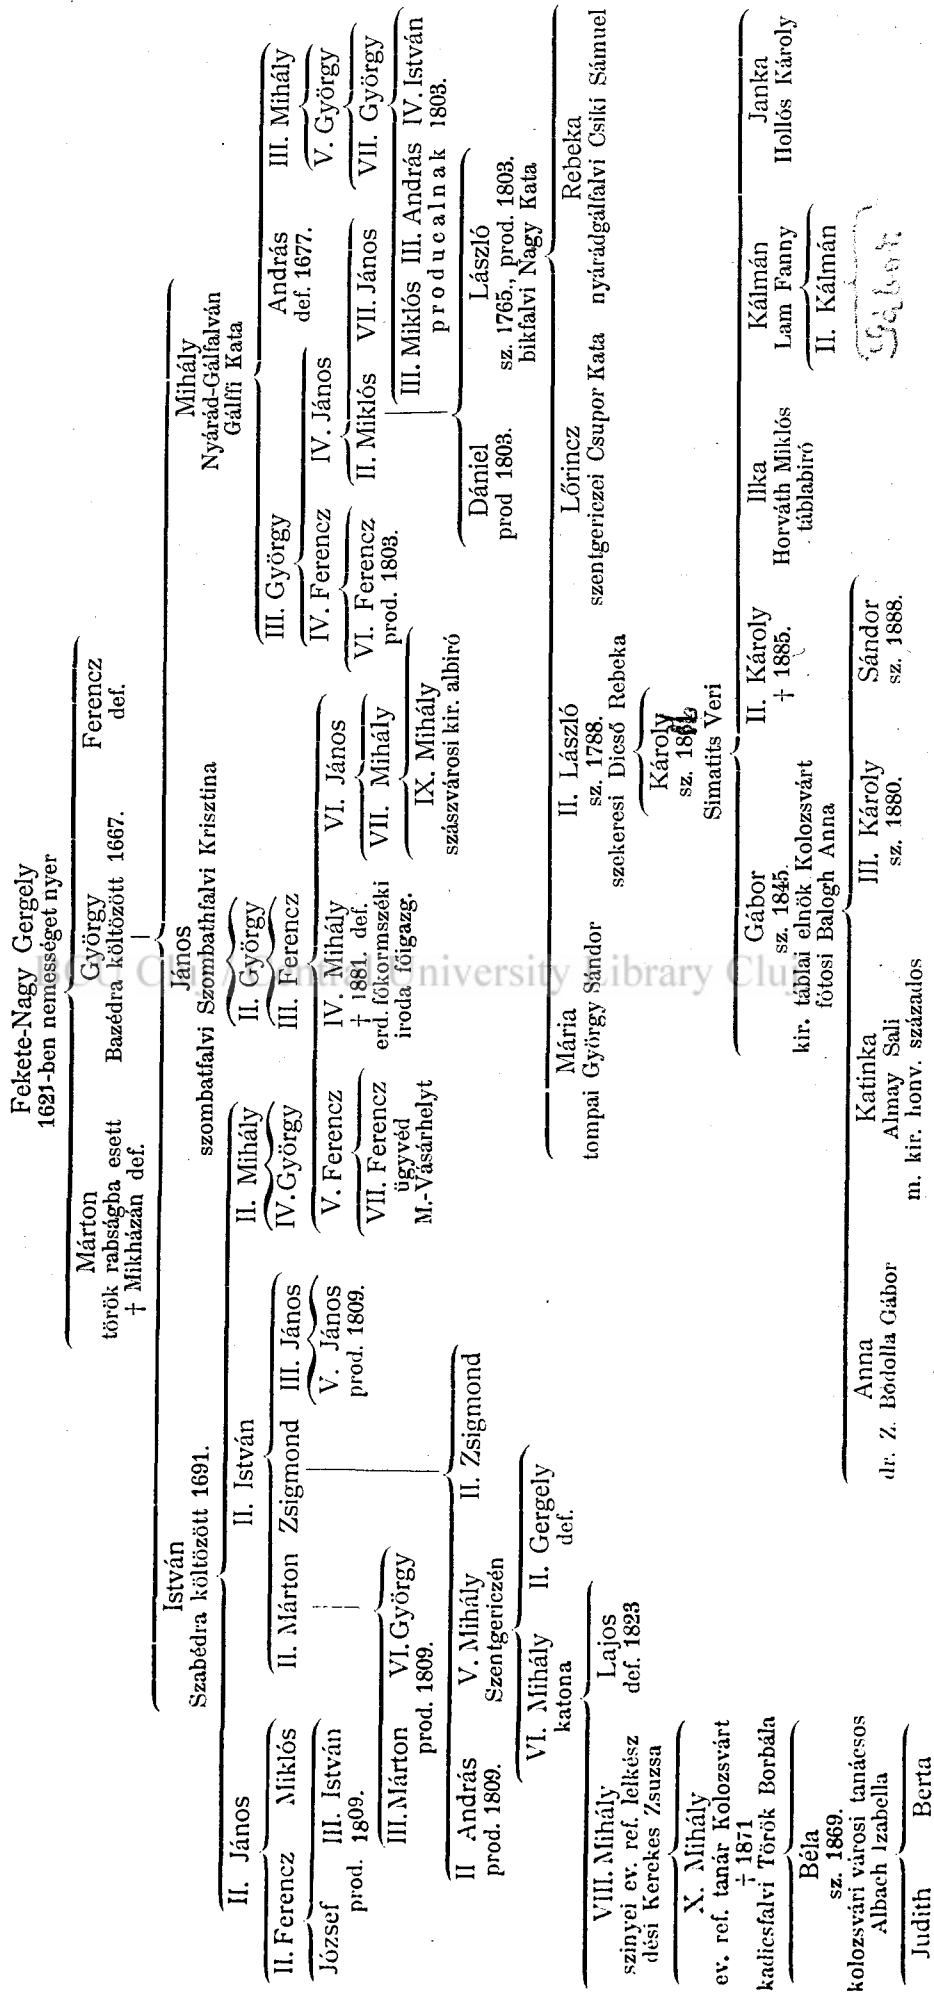 Fekete-Nagy Gergely
1621-ben nemességet nyer
Márton
török rabságba esett
† Mikházán def.
György
Bazédra költözött 1667.
Ferencz
def.
István
Szabédra költözött 1691.
János
szombatfalvi Szombathfalvi Krisztina
Mihály
Nyárád-Gálfalván
Gálffi Kata
II. János
II. István
II. Mihály
II. György
III. György
András
def. 1677.
III. Mihály
II. Ferencz
Miklós
II. Márton
Zsigmond
III. János
IV. György
III. Ferencz
IV. Ferencz
IV. János
V. György
József
III. István
prod. 1809.
V. János
prod. 1809.
V. Ferencz
IV. Mihály
† 1881. def.
erd. főkormszéki
iroda főigazg.
VI. János
VI. Ferencz
prod. 1803.
II. Miklós
VII. János
VII. György
III. Márton
VI. György
prod. 1809.
VII. Ferencz
ügyvéd
M.-Vásárhelyt
VII. Mihály
III. Miklós
III. András
IV. István
producalnak 1803.
IX. Mihály
szászvárosi kir. albiró
II András
prod. 1809.
V. Mihály
Szentgericzén
II. Zsigmond
Dániel
prod 1803.
László
sz. 1765., prod. 1803.
bikfalvi Nagy Kata
VI. Mihály
katona
II. Gergely
def.
Mária
tompai György Sándor
II. László
sz. 1788.
szekeresi Dicső Rebeka
Lőrincz
szentgericzei Csupor Kata
Rebeka
nyárádgálfalvi Csiki Sámuel
VIII. Mihály
szinyei ev. ref. lelkész
dési Kerekes Zsuzsa
Lajos
def. 1823
Károly
sz.
Simatits Veri
X. Mihály
ev. ref. tanár Kolozsvárt
† 1871
kadicsfalvi Török Borbála
Gábor
sz. 1845.
kir. táblai elnök Kolozsvárt
fótosi Balogh Anna
II. Károly
† 1885.
Ilka
Horváth Miklós
táblabiró
Kálmán
Lam Fanny
Janka
Hollós Károly
II. Kálmán
Gábor
Béla
sz. 1869.
kolozsvári városi tanácsos
Albach Izabella
Anna
dr. Z. Bodolla Gábor
Katinka
Almay Sali
m. kir. honv. százados
III. Károly
sz. 1880.
Sándor
sz. 1888.
Judith
Berta
BCU Cluj / Central University Library Cluj